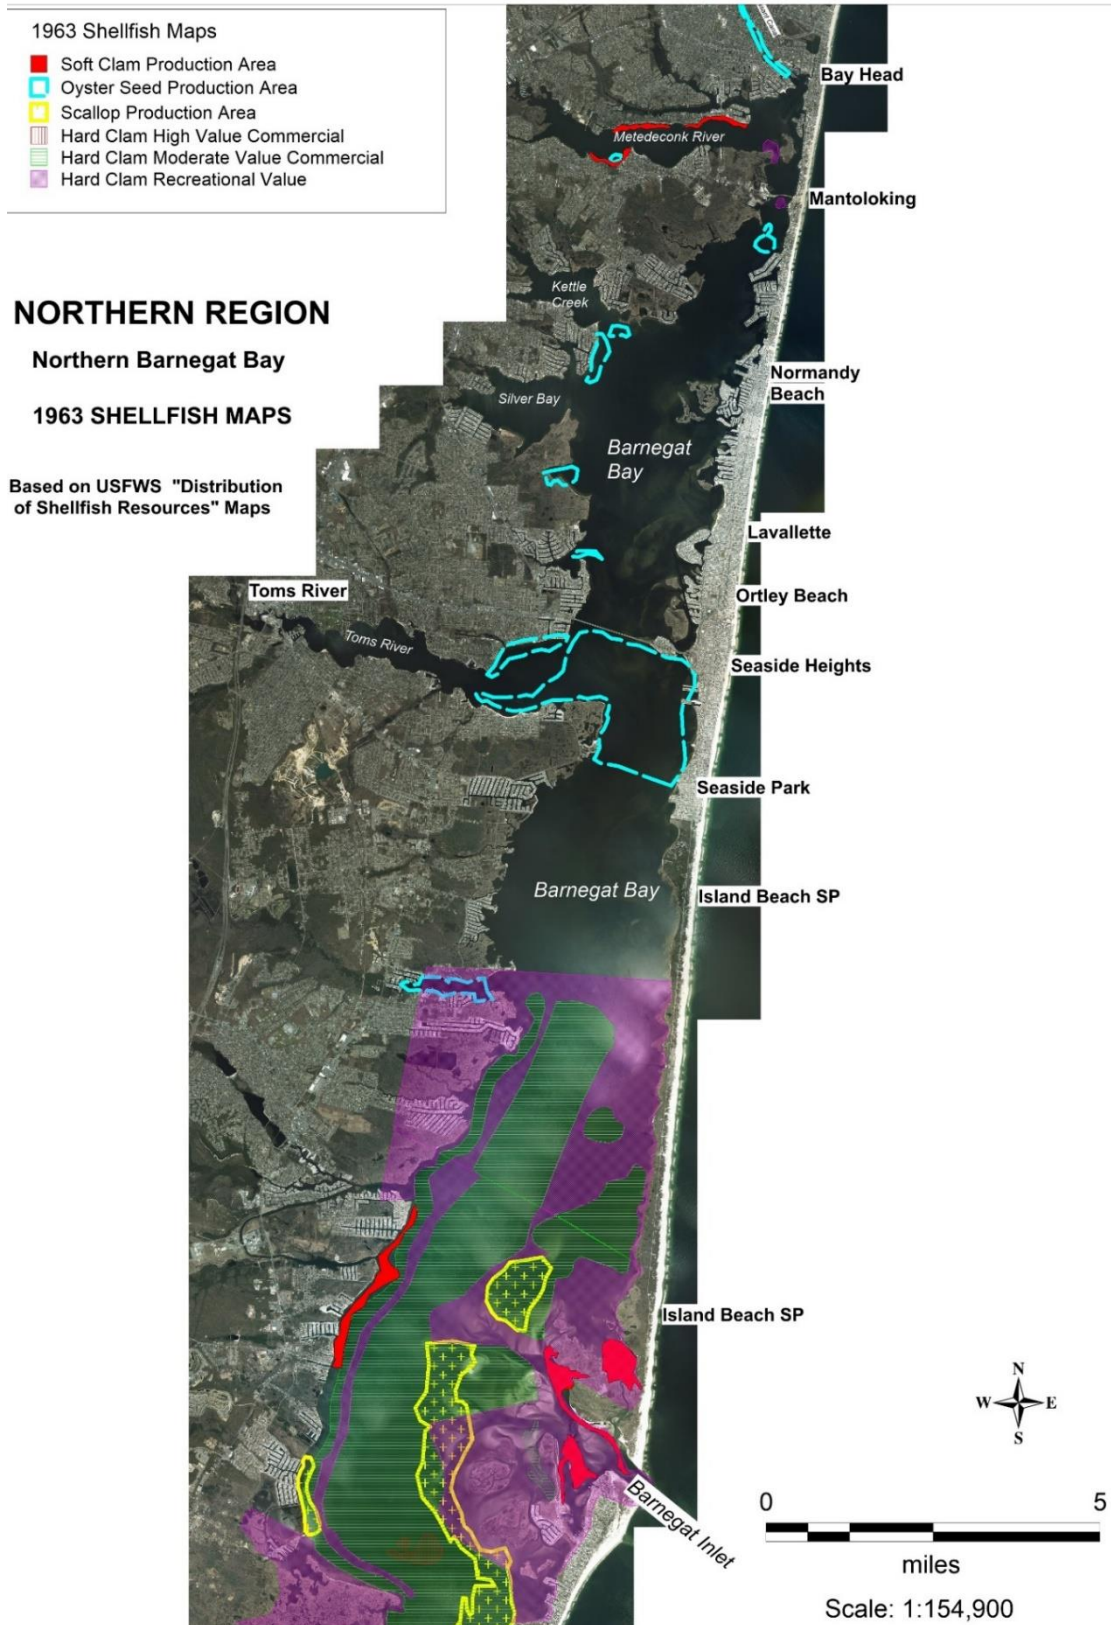 1963 Shellfish Maps
Soft Clam Production Area
Oyster Seed Production Area
Scallop Production Area
Hard Clam High Value Commercial
Hard Clam Moderate Value Commercial
Hard Clam Recreational Value
NORTHERN REGION
Northern Barnegat Bay
1963 SHELLFISH MAPS
Based on USFWS "Distribution
of Shellfish Resources" Maps
Bay Head
Metedeconk River
Mantoloking
Kettle
Creek
Normandy
Beach
Silver Bay
Barnegat
Bay
Lavallette
Toms River
Ortley Beach
Toms River
Seaside Heights
Seaside Park
Barnegat Bay
Island Beach SP
Island Beach SP
N
W E
S
Barnegat Inlet
0 5
miles
Scale: 1:154,900